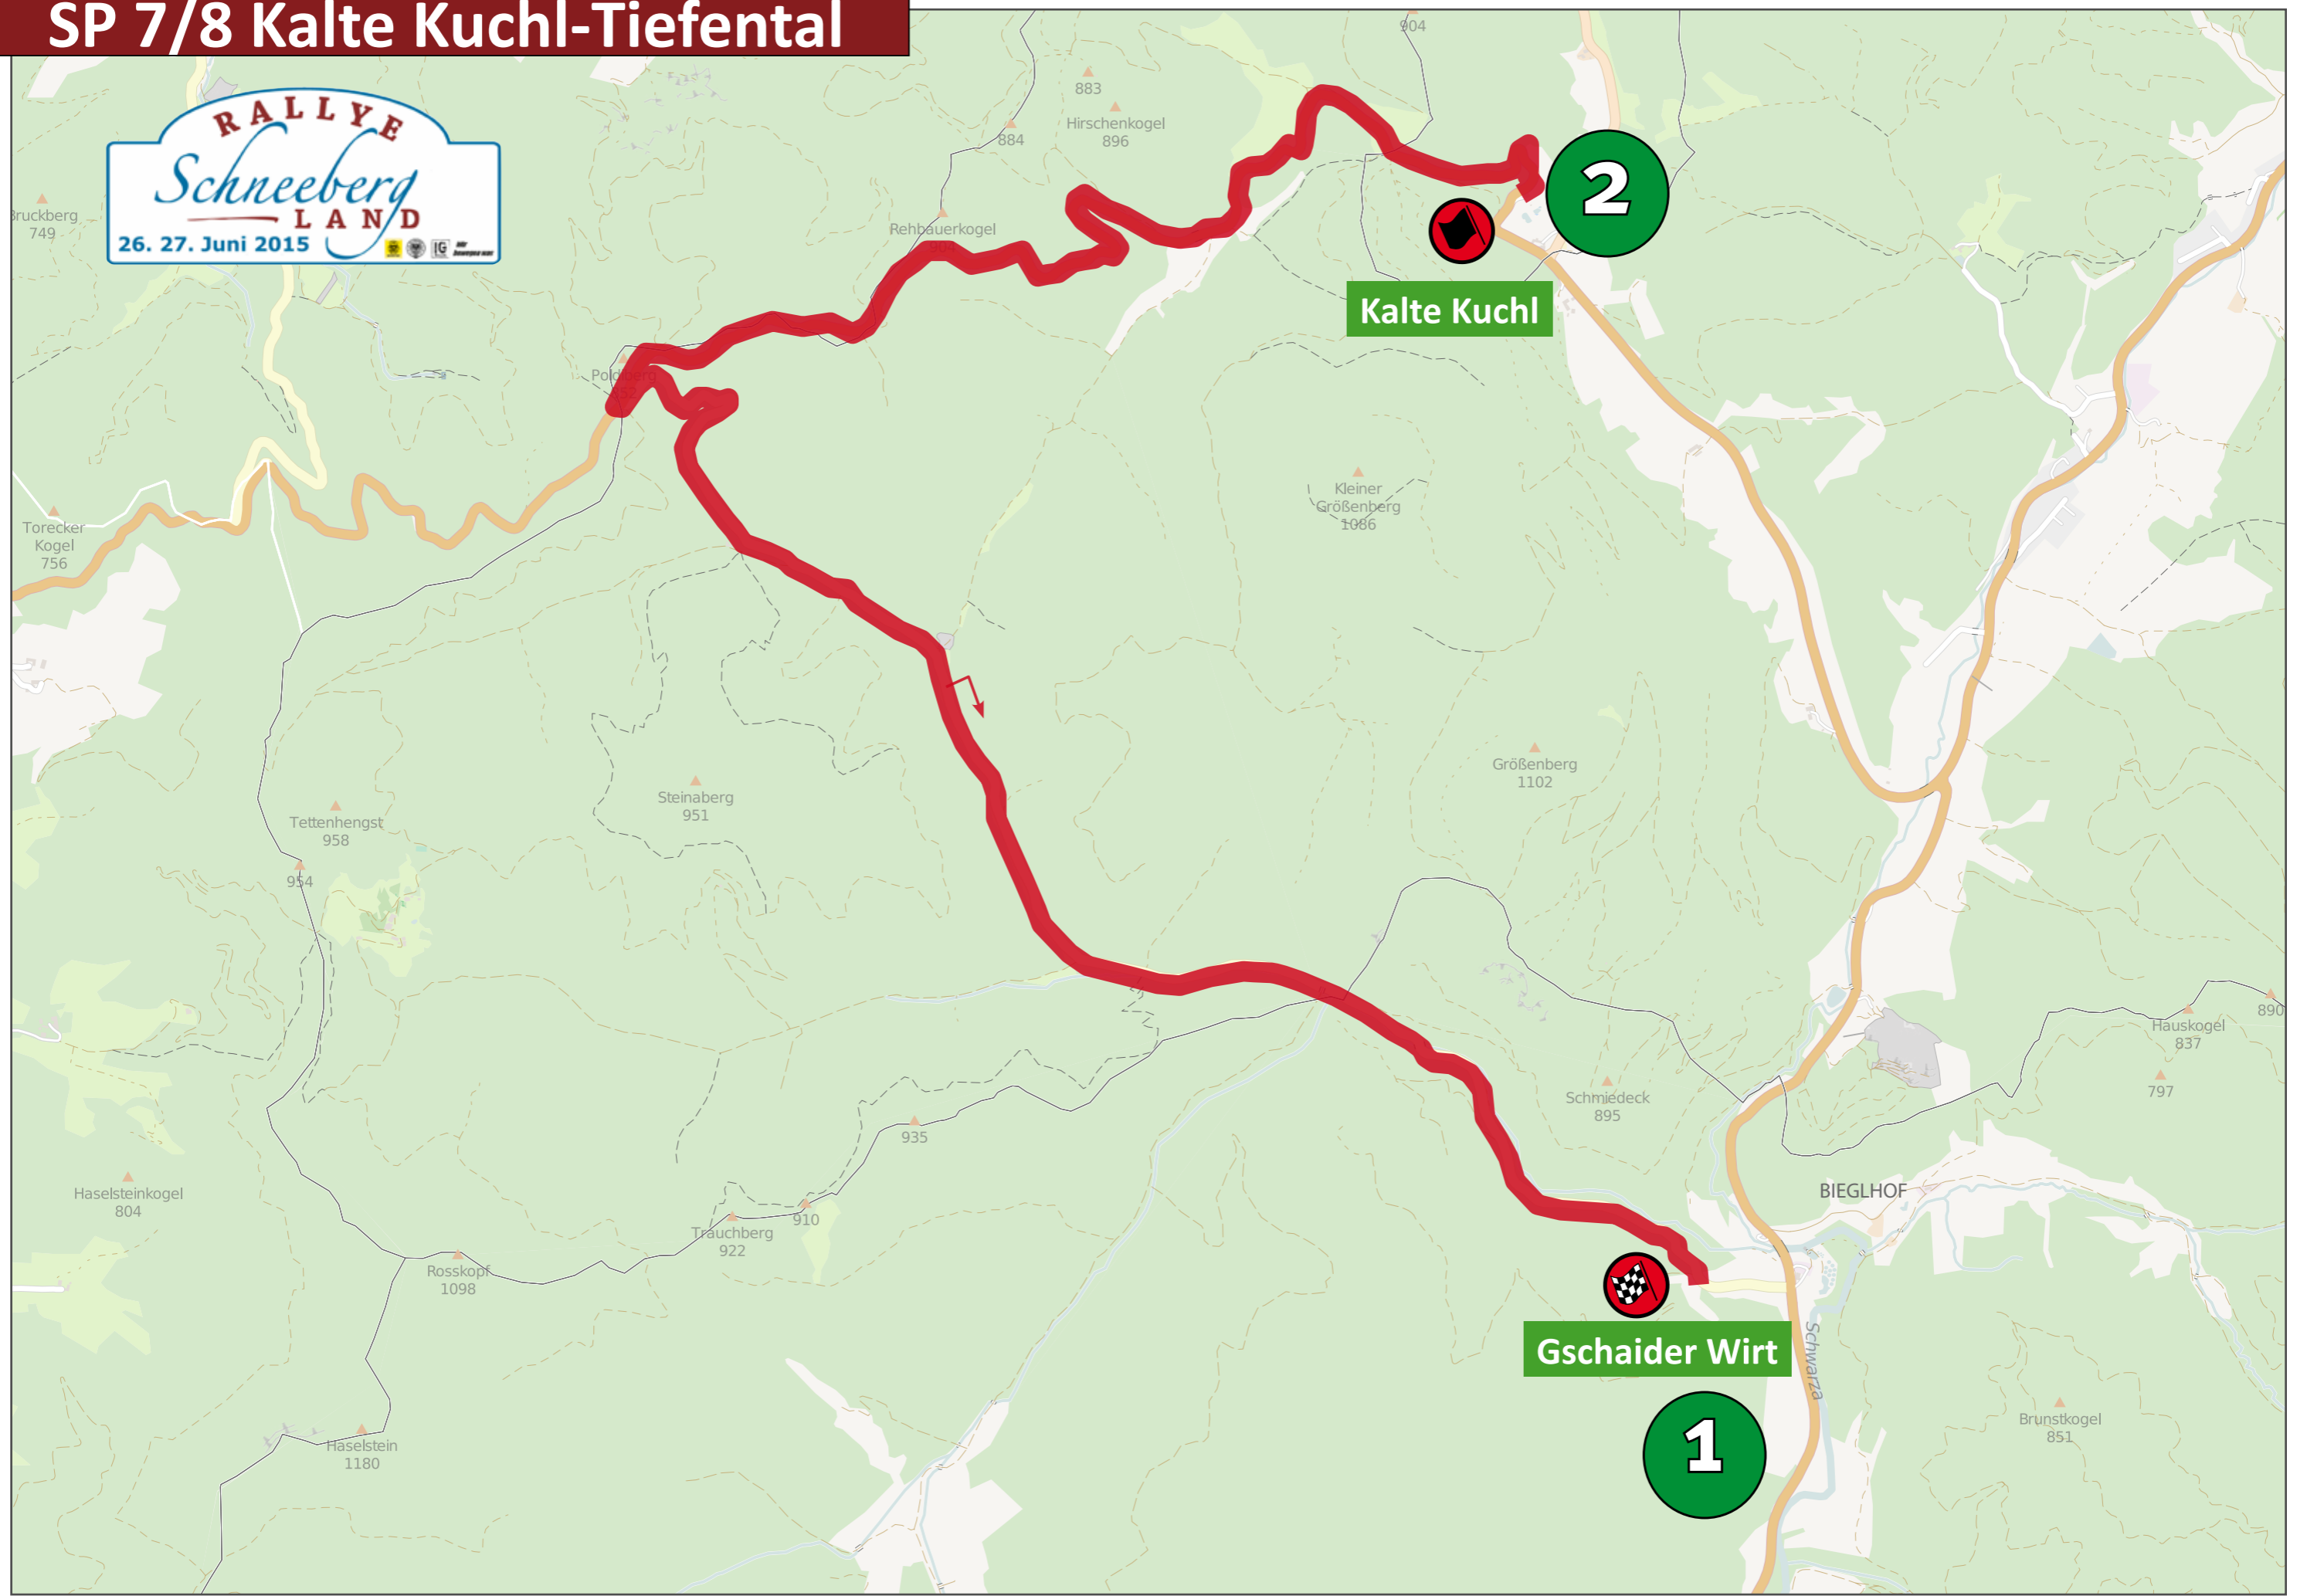 SP 7/8 Kalte Kuchl-Tiefental
RALLYE
Schneeberg
LAND
26. 27. Juni 2015
904
883
Hirschenkogel
896
884
Bruckberg
749
Rehbauerkogel
2
Kalte Kuchl
Poldlberg
Kleiner
Größenberg
1086
Torecker
Kogel
756
Größenberg
1102
Steinaberg
951
Tettenhengst
958
954
Hauskogel
837
890
797
Schmiedeck
895
935
BIEGLHOF
Haselsteinkogel
804
910
Trauchberg
922
Rosskopf
1098
Gschaider Wirt
Schwarza
1
Brunstkogel
851
Haselstein
1180